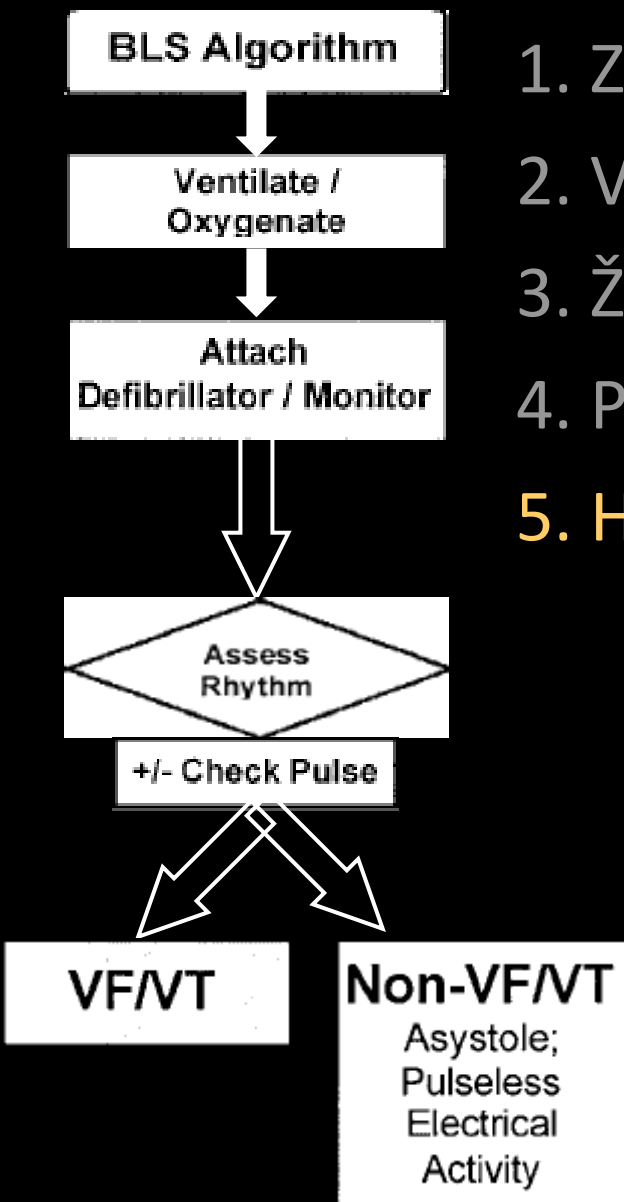 BLS Algorithm
Ventilate /
Oxygenate
Attach
Defibrillator / Monitor
Assess
Rhythm
+/- Check Pulse
VF/VT
Non-VF/VT
Asystole;
Pulseless
Electrical
Activity
1. Z
2. V
3. Ž
4. P
5. H